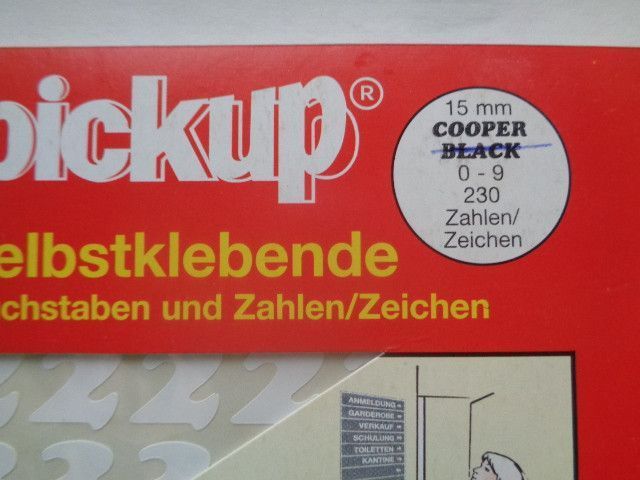 pickup®
15 mm
COOPER
BLACK
0 - 9
230
Zahlen/
Zeichen
elbstklebende
chstaben und Zahlen/Zeichen
2222
ANMELDUNG
GARDEROBE
VERKAUF
SCHULUNG
TOILETTEN
KANTINE